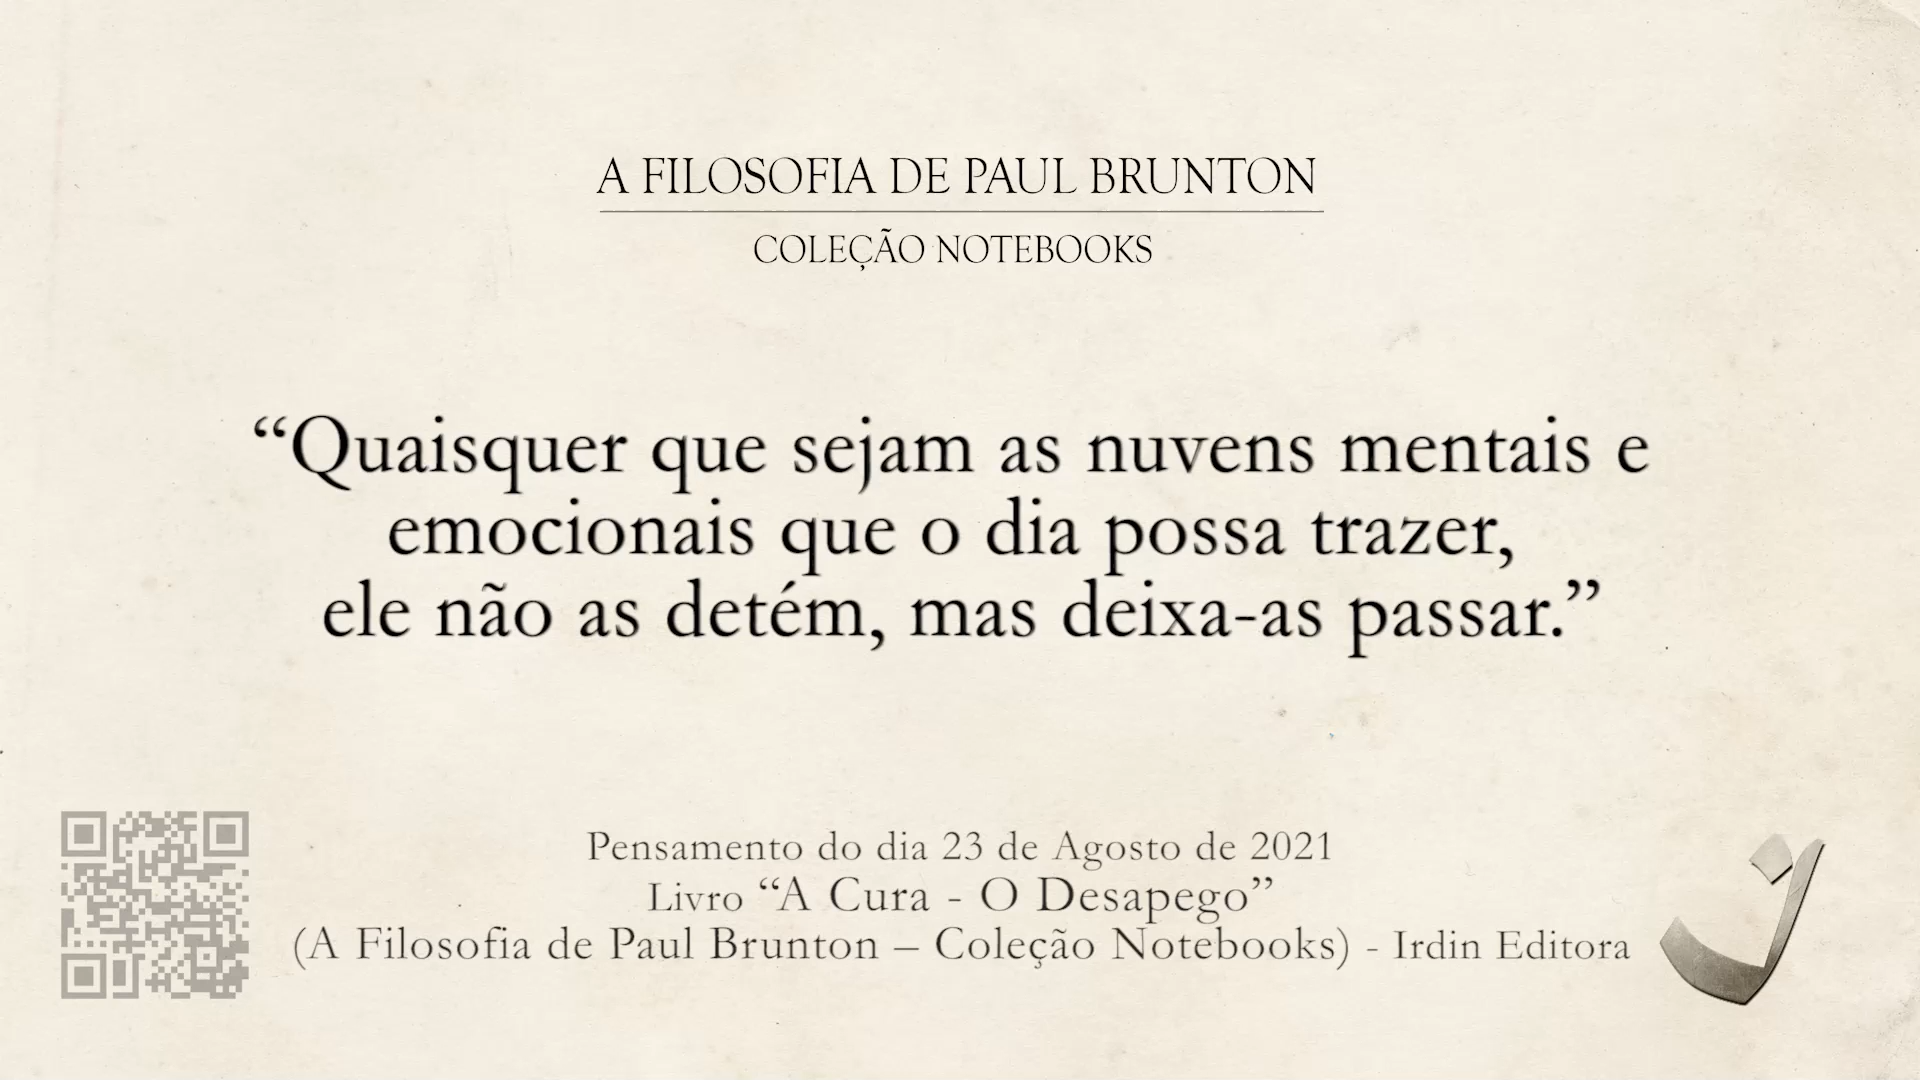 A FILOSOFIA DE PAUL BRUNTON
COLEÇÃO NOTEBOOKS
“Quaisquer que sejam as nuvens mentais e
emocionais que o dia possa trazer,
ele não as detém, mas deixa-as passar.”
Pensamento do dia 23 de Agosto de 2021
Livro “A Cura - O Desapego”
(A Filosofia de Paul Brunton – Coleção Notebooks) - Irdin Editora